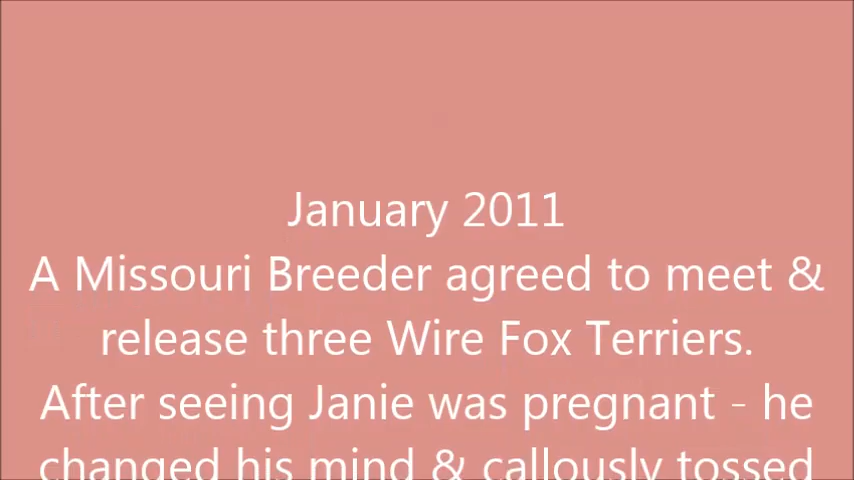 January 2011
A Missouri Breeder agreed to meet &
release three Wire Fox Terriers.
After seeing Janie was pregnant - he
changed his mind & callously tossed